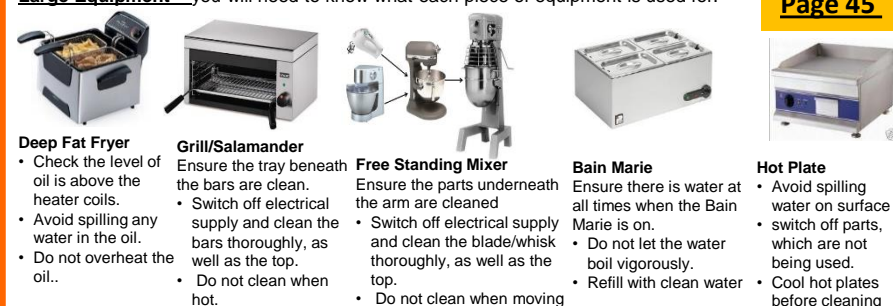 Large Equipment – you will need to know what each piece of equipment is used for.
Page 45
Deep Fat Fryer
• Check the level of
oil is above the
heater coils.
• Avoid spilling any
water in the oil.
• Do not overheat the
oil..
Grill/Salamander
Ensure the tray beneath
the bars are clean.
• Switch off electrical
supply and clean the
bars thoroughly, as
well as the top.
• Do not clean when
hot.
Free Standing Mixer
Ensure the parts underneath
the arm are cleaned
• Switch off electrical supply
and clean the blade/whisk
thoroughly, as well as the
top.
• Do not clean when moving
Bain Marie
Ensure there is water at
all times when the Bain
Marie is on.
• Do not let the water
boil vigorously.
• Refill with clean water
Hot Plate
• Avoid spilling
water on surface
• switch off parts,
which are not
being used.
• Cool hot plates
before cleaning